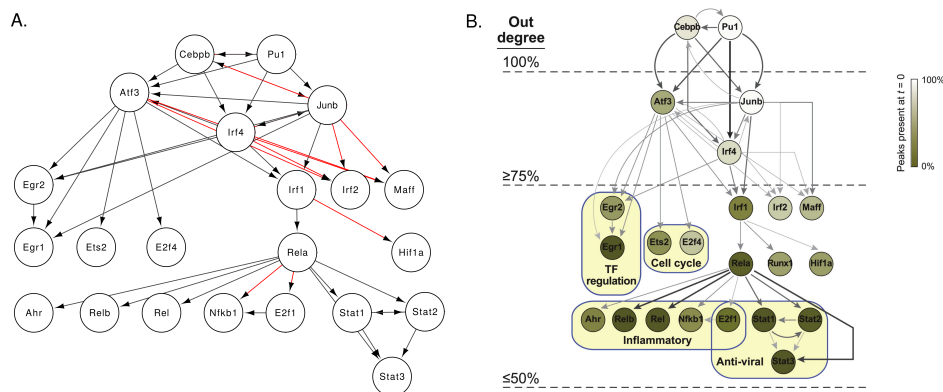 A.
Cebpb
Pu1
Atf3
Junb
Irf4
Egr2
Irf1
Irf2
Maff
Egr1
Ets2
E2f4
Rela
Hif1a
Ahr
Relb
Rel
Nfkb1
E2f1
Stat1
Stat2
Stat3
B.
Out
degree
100%
≥75%
≤50%
Cebpb
Pu1
Atf3
Junb
Irf4
Egr2
Irf1
Irf2
Maff
Egr1
TF
regulation
Ets2
E2f4
Cell cycle
Rela
Runx1
Hif1a
Ahr
Relb
Rel
Nfkb1
E2f1
Stat1
Stat2
Inflammatory
Anti-viral
Stat3
100%
0%
Peaks present at t = 0